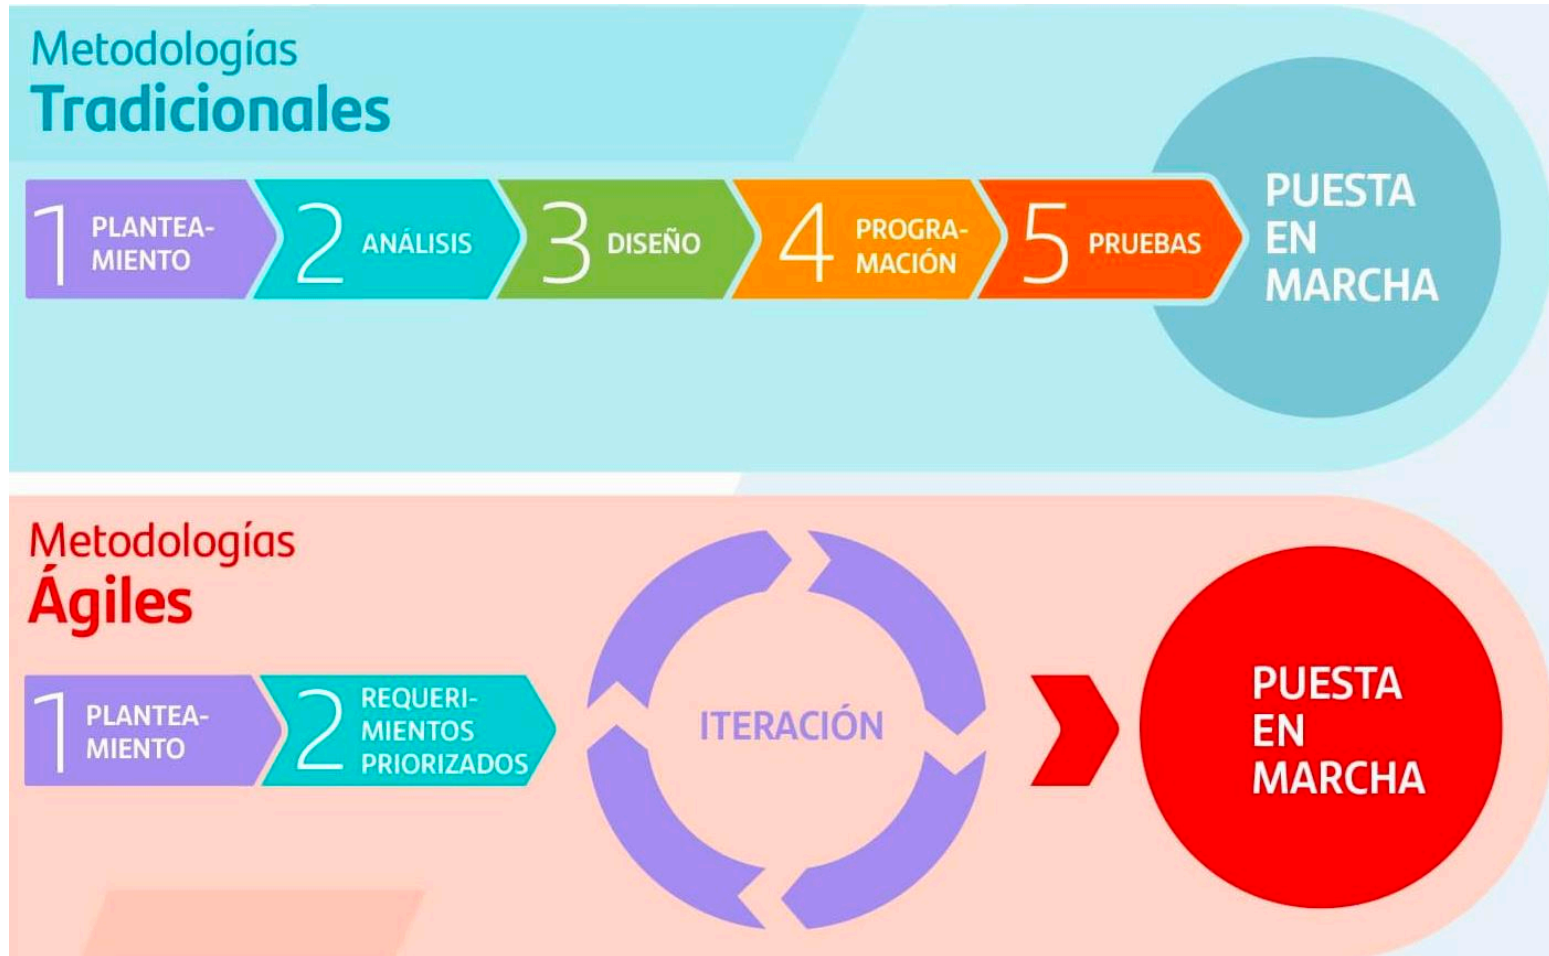 Metodologías
Tradicionales
1 PLANTEA-
MIENTO
2 ANÁLISIS
3 DISEÑO
4 PROGRA-
MACIÓN
5 PRUEBAS
PUESTA
EN
MARCHA
Metodologías
Ágiles
1 PLANTEA-
MIENTO
2 REQUERI-
MIENTOS
PRIORIZADOS
ITERACIÓN
PUESTA
EN
MARCHA